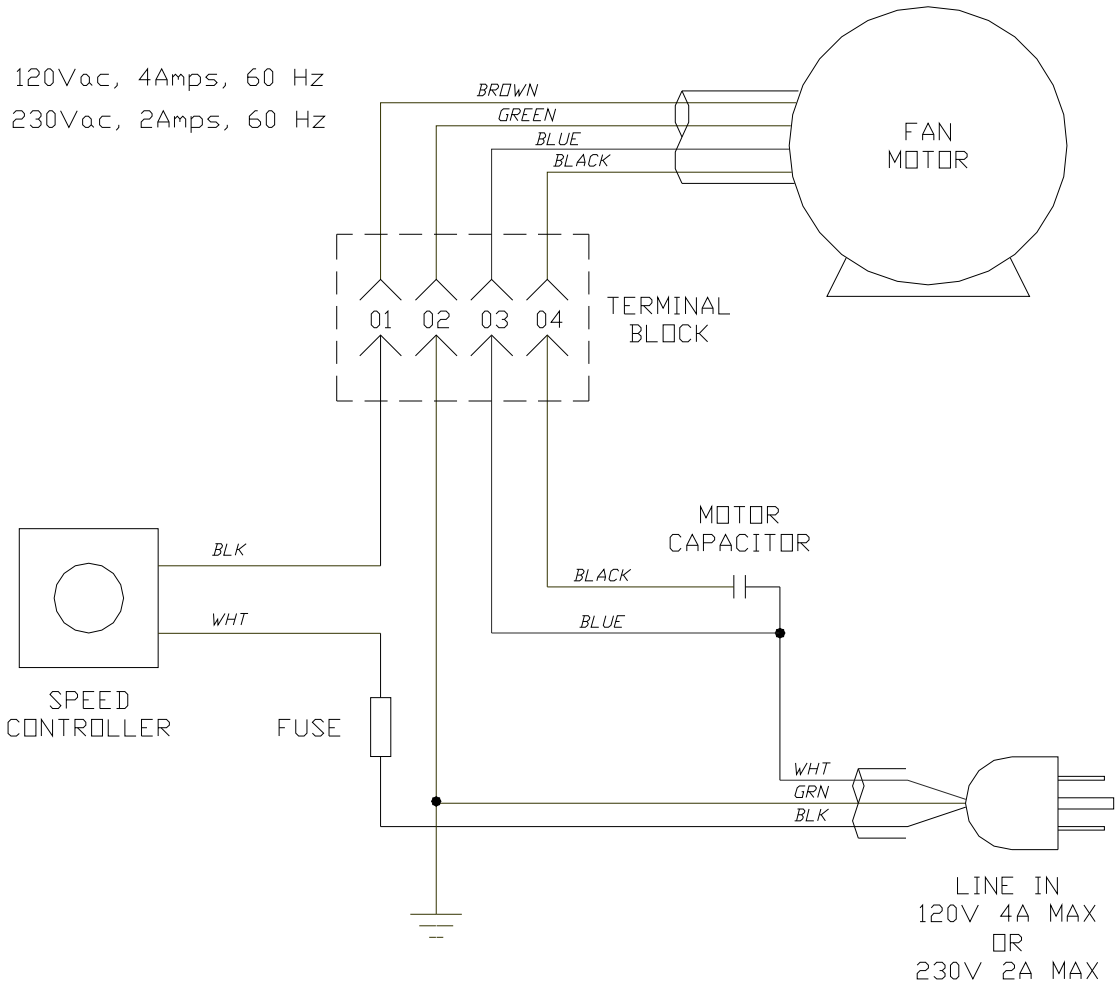 120Vac, 4Amps, 60 Hz
230Vac, 2Amps, 60 Hz
BROWN
GREEN
BLUE
BLACK
FAN
MOTOR
01 02 03 04
TERMINAL
BLOCK
MOTOR
CAPACITOR
BLK
BLACK
WHT
BLUE
SPEED
CONTROLLER
FUSE
WHT
GRN
BLK
LINE IN
120V 4A MAX
OR
230V 2A MAX